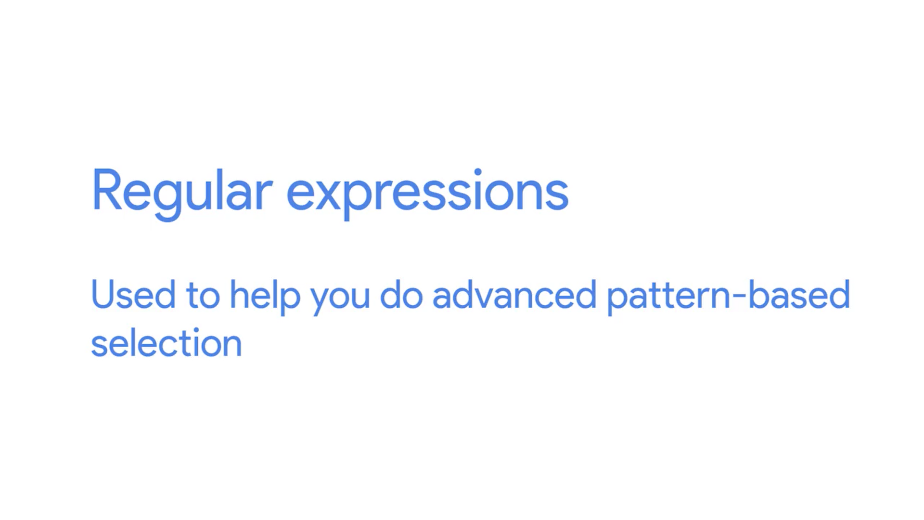 Regular expressions
Used to help you do advanced pattern-based
selection